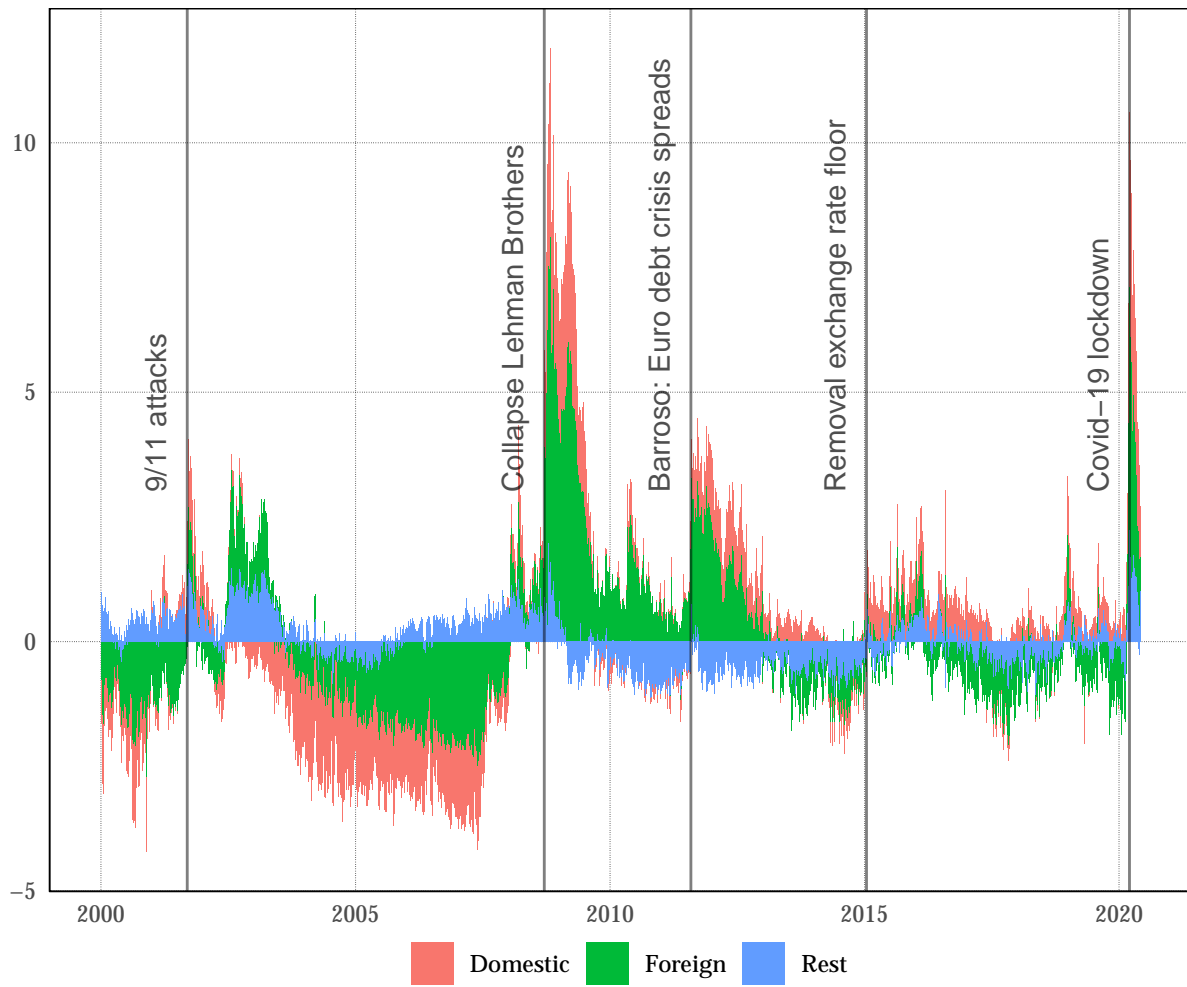 10
5
0
−5
9/11 attacks
Collapse Lehman Brothers
Barroso: Euro debt crisis spreads
Removal exchange rate floor
Covid−19 lockdown
2000
2005
2010
2015
2020
Domestic
Foreign
Rest